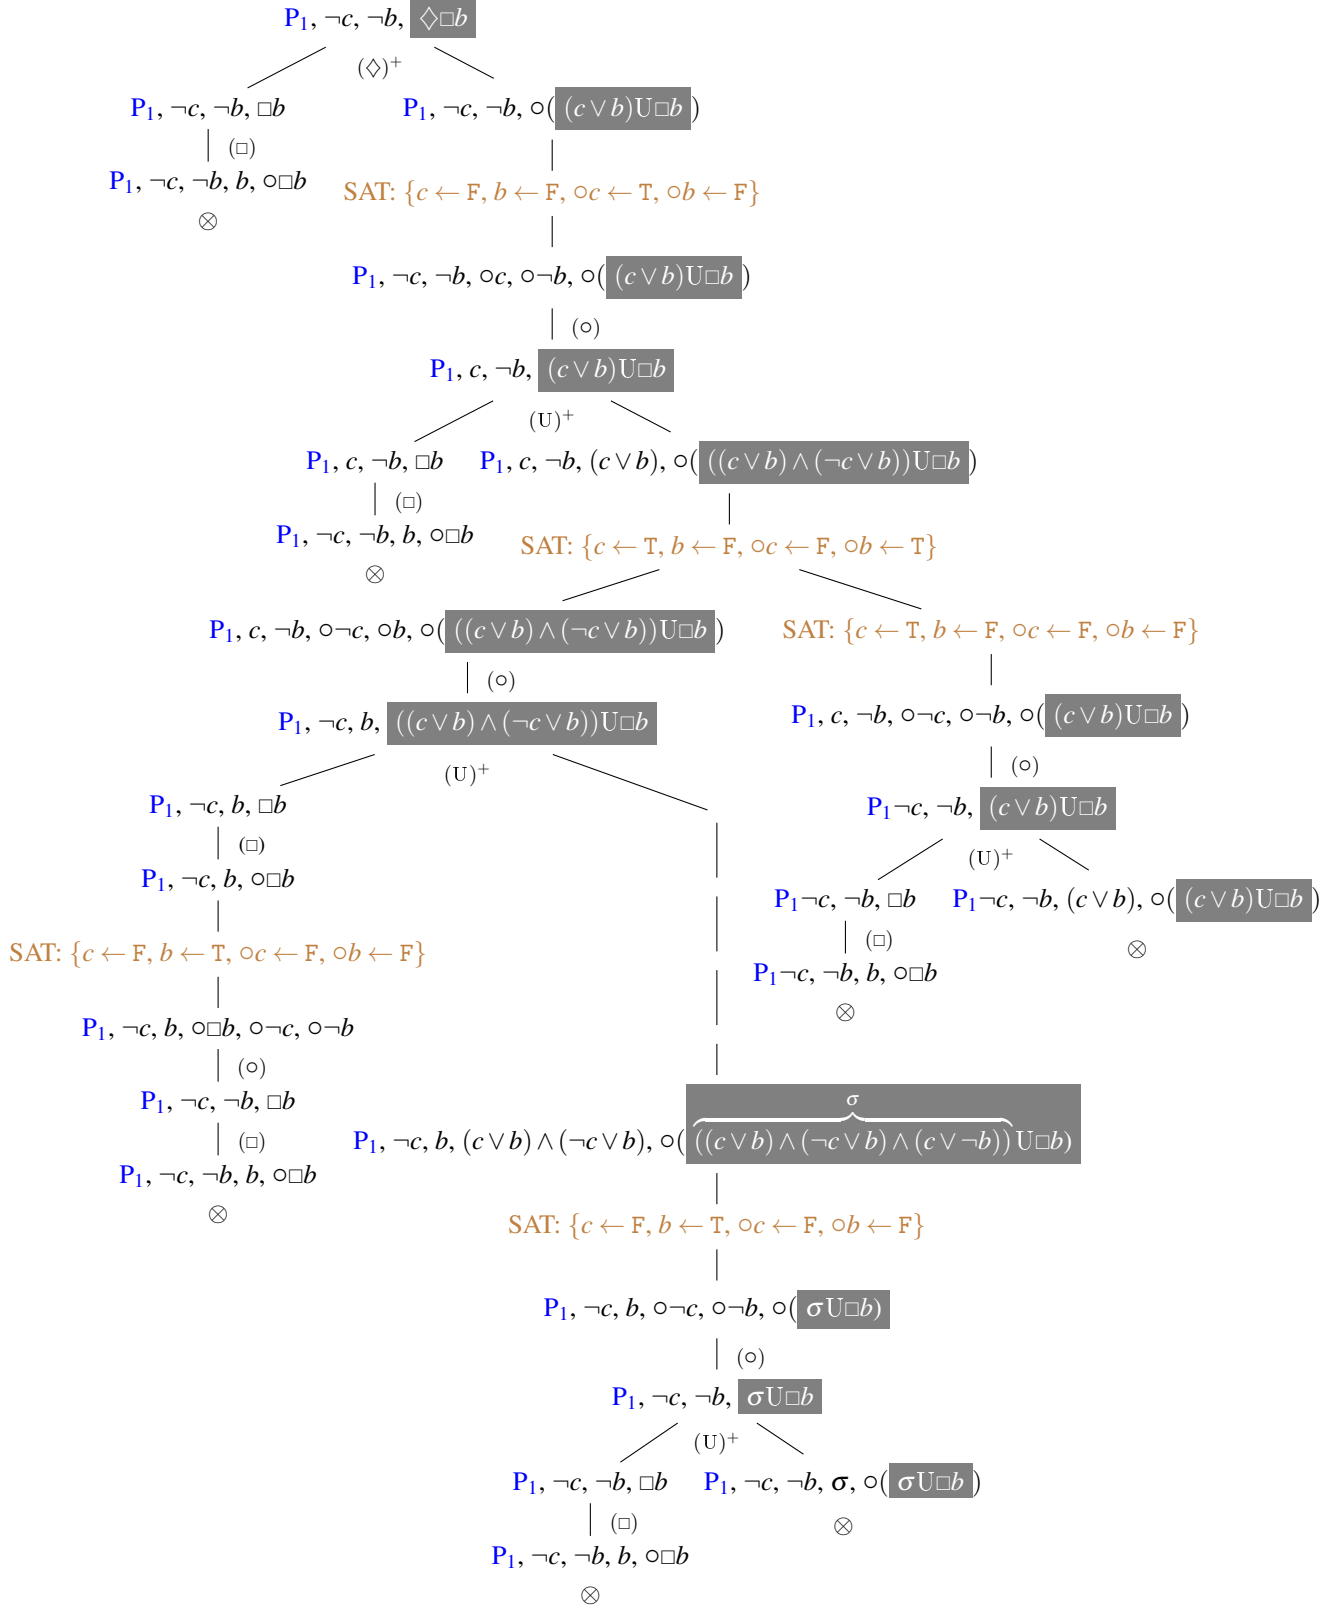 P₁, ¬c, ¬b, ◇□b
(◇)⁺
P₁, ¬c, ¬b, □b
P₁, ¬c, ¬b, ○((c∨b)U□b)
(□)
P₁, ¬c, ¬b, b, ○□b
SAT: {c←F, b←F, ○c←T, ○b←F}
⊗
P₁, ¬c, ¬b, ○c, ○¬b, ○((c∨b)U□b)
(○)
P₁, c, ¬b, (c∨b)U□b
(U)⁺
P₁, c, ¬b, □b
P₁, c, ¬b, (c∨b), ○(((c∨b)∧(¬c∨b))U□b)
(□)
P₁, ¬c, ¬b, b, ○□b
SAT: {c←T, b←F, ○c←F, ○b←T}
⊗
P₁, c, ¬b, ○¬c, ○b, ○(((c∨b)∧(¬c∨b))U□b)
SAT: {c←T, b←F, ○c←F, ○b←F}
(○)
P₁, ¬c, b, ((c∨b)∧(¬c∨b))U□b
P₁, c, ¬b, ○¬c, ○¬b, ○((c∨b)U□b)
(U)⁺
(○)
P₁, ¬c, b, □b
P₁¬c, ¬b, (c∨b)U□b
(□)
(U)⁺
P₁, ¬c, b, ○□b
P₁¬c, ¬b, □b
P₁¬c, ¬b, (c∨b), ○((c∨b)U□b)
(□)
⊗
SAT: {c←F, b←T, ○c←F, ○b←F}
P₁¬c, ¬b, b, ○□b
⊗
P₁, ¬c, b, ○□b, ○¬c, ○¬b
(○)
P₁, ¬c, ¬b, □b
σ
(□)
P₁, ¬c, b, (c∨b)∧(¬c∨b), ○(((c∨b)∧(¬c∨b)∧(c∨¬b))U□b)
P₁, ¬c, ¬b, b, ○□b
⊗
SAT: {c←F, b←T, ○c←F, ○b←F}
P₁, ¬c, b, ○¬c, ○¬b, ○(σU□b)
(○)
P₁, ¬c, ¬b, σU□b
(U)⁺
P₁, ¬c, ¬b, □b
P₁, ¬c, ¬b, σ, ○(σU□b)
(□)
⊗
P₁, ¬c, ¬b, b, ○□b
⊗